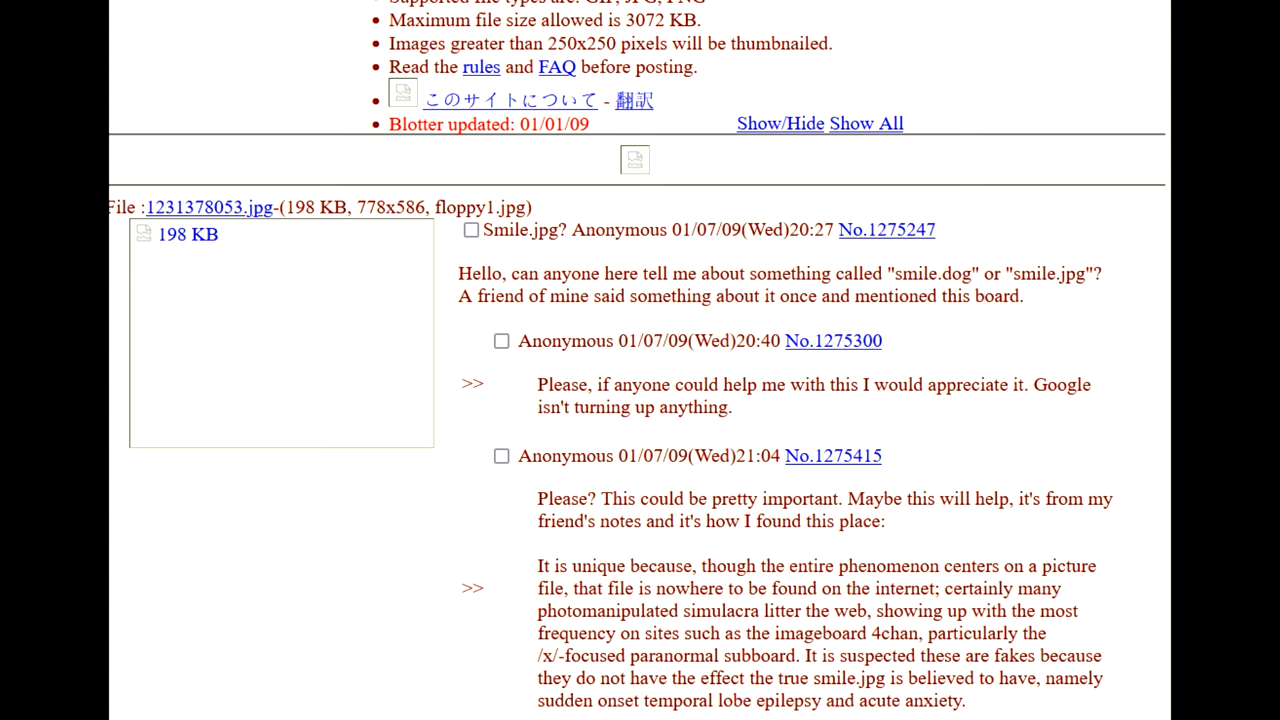 Supported file types are: GIF, JPG, PNG
Maximum file size allowed is 3072 KB.
Images greater than 250x250 pixels will be thumbnailed.
Read the rules and FAQ before posting.
このサイトについて - 翻訳
Blotter updated: 01/01/09 Show/Hide Show All
File :1231378053.jpg-(198 KB, 778x586, floppy1.jpg)
198 KB
Smile.jpg? Anonymous 01/07/09(Wed)20:27 No.1275247
Hello, can anyone here tell me about something called "smile.dog" or "smile.jpg"?
A friend of mine said something about it once and mentioned this board.
Anonymous 01/07/09(Wed)20:40 No.1275300
>> Please, if anyone could help me with this I would appreciate it. Google
isn't turning up anything.
Anonymous 01/07/09(Wed)21:04 No.1275415
Please? This could be pretty important. Maybe this will help, it's from my
friend's notes and it's how I found this place:
It is unique because, though the entire phenomenon centers on a picture
>> file, that file is nowhere to be found on the internet; certainly many
photomanipulated simulacra litter the web, showing up with the most
frequency on sites such as the imageboard 4chan, particularly the
/x/-focused paranormal subboard. It is suspected these are fakes because
they do not have the effect the true smile.jpg is believed to have, namely
sudden onset temporal lobe epilepsy and acute anxiety.